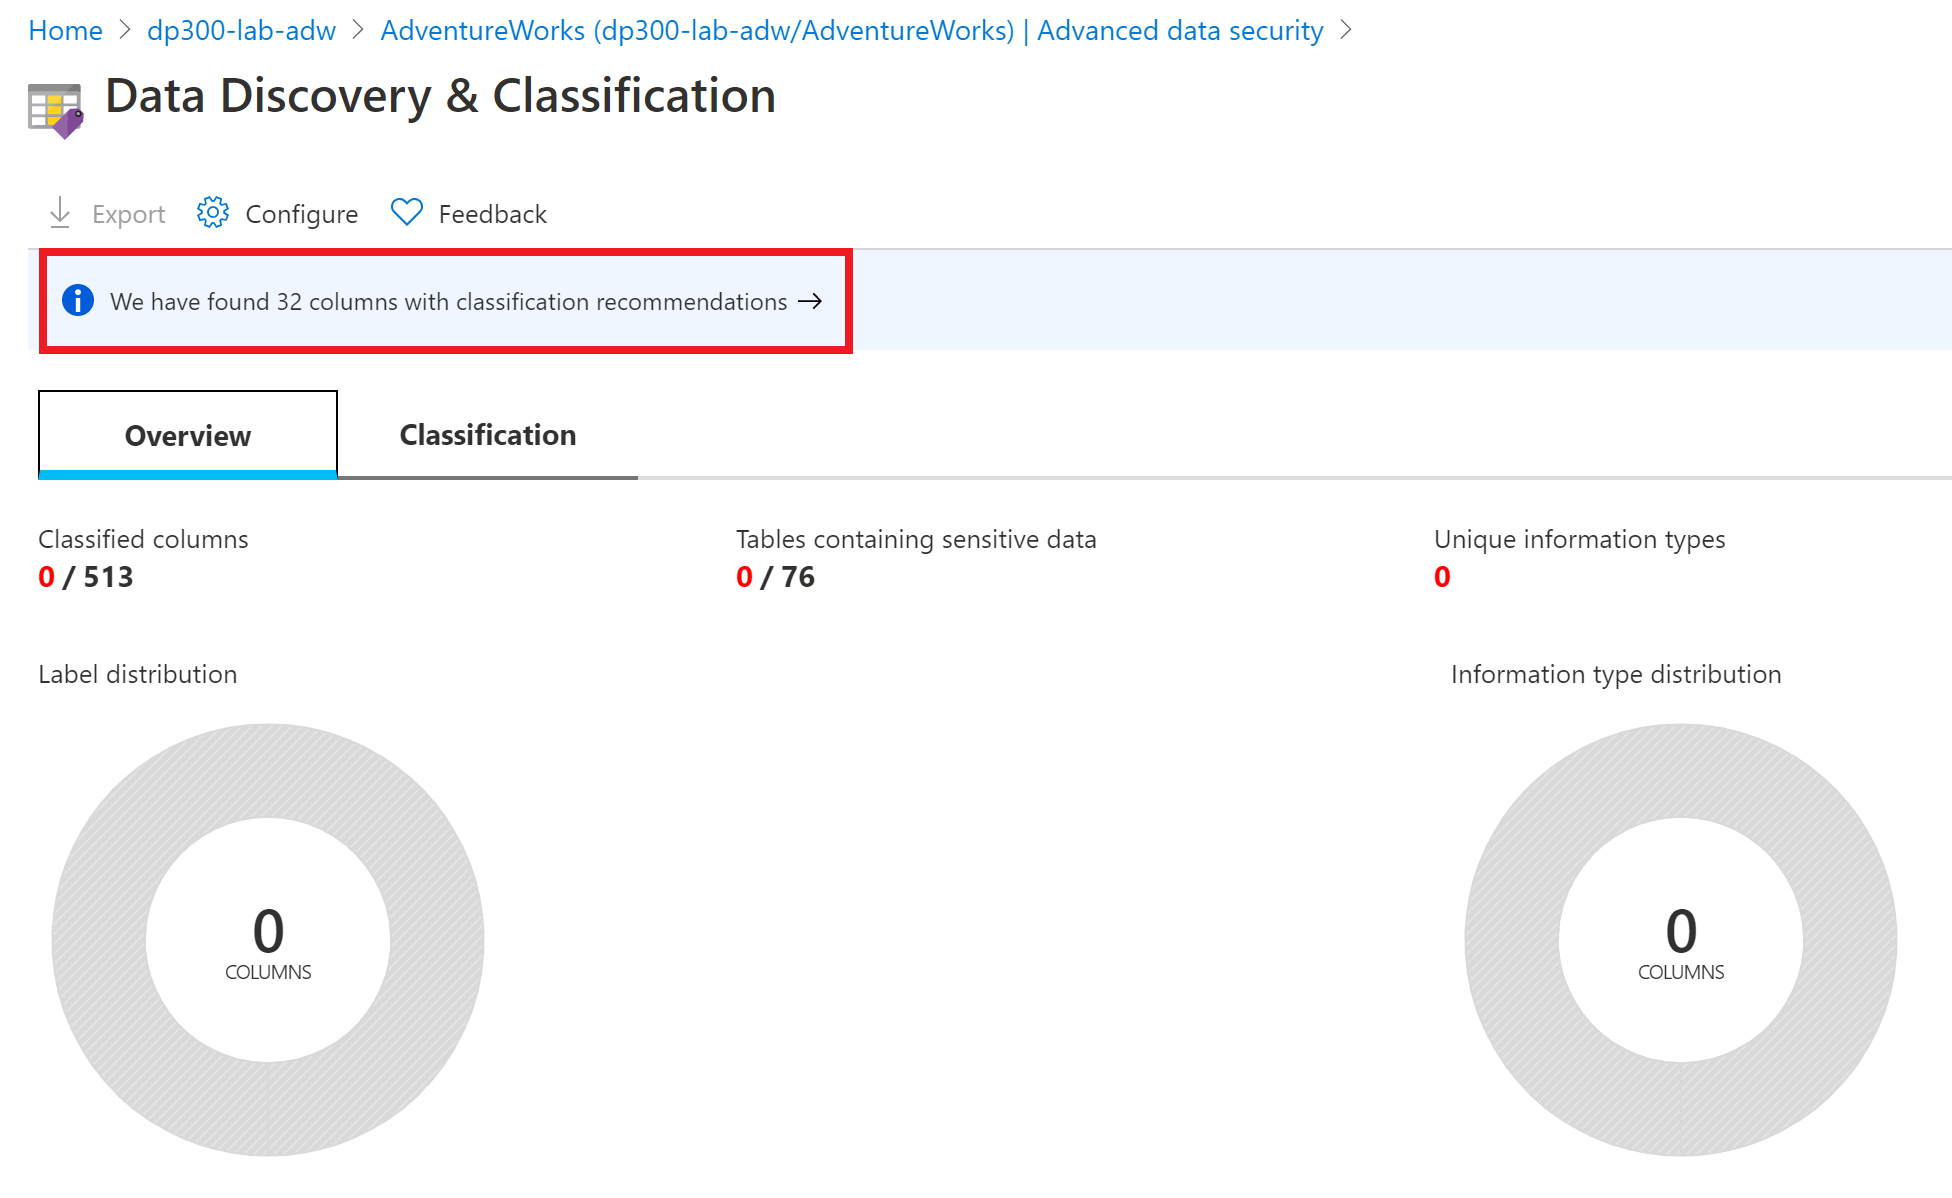 Home > dp300-lab-adw > AdventureWorks (dp300-lab-adw/AdventureWorks) | Advanced data security >
Data Discovery & Classification
Export Configure Feedback
We have found 32 columns with classification recommendations →
Overview Classification
Classified columns Tables containing sensitive data Unique information types
0 / 513 0 / 76 0
Label distribution Information type distribution
0 0
COLUMNS COLUMNS